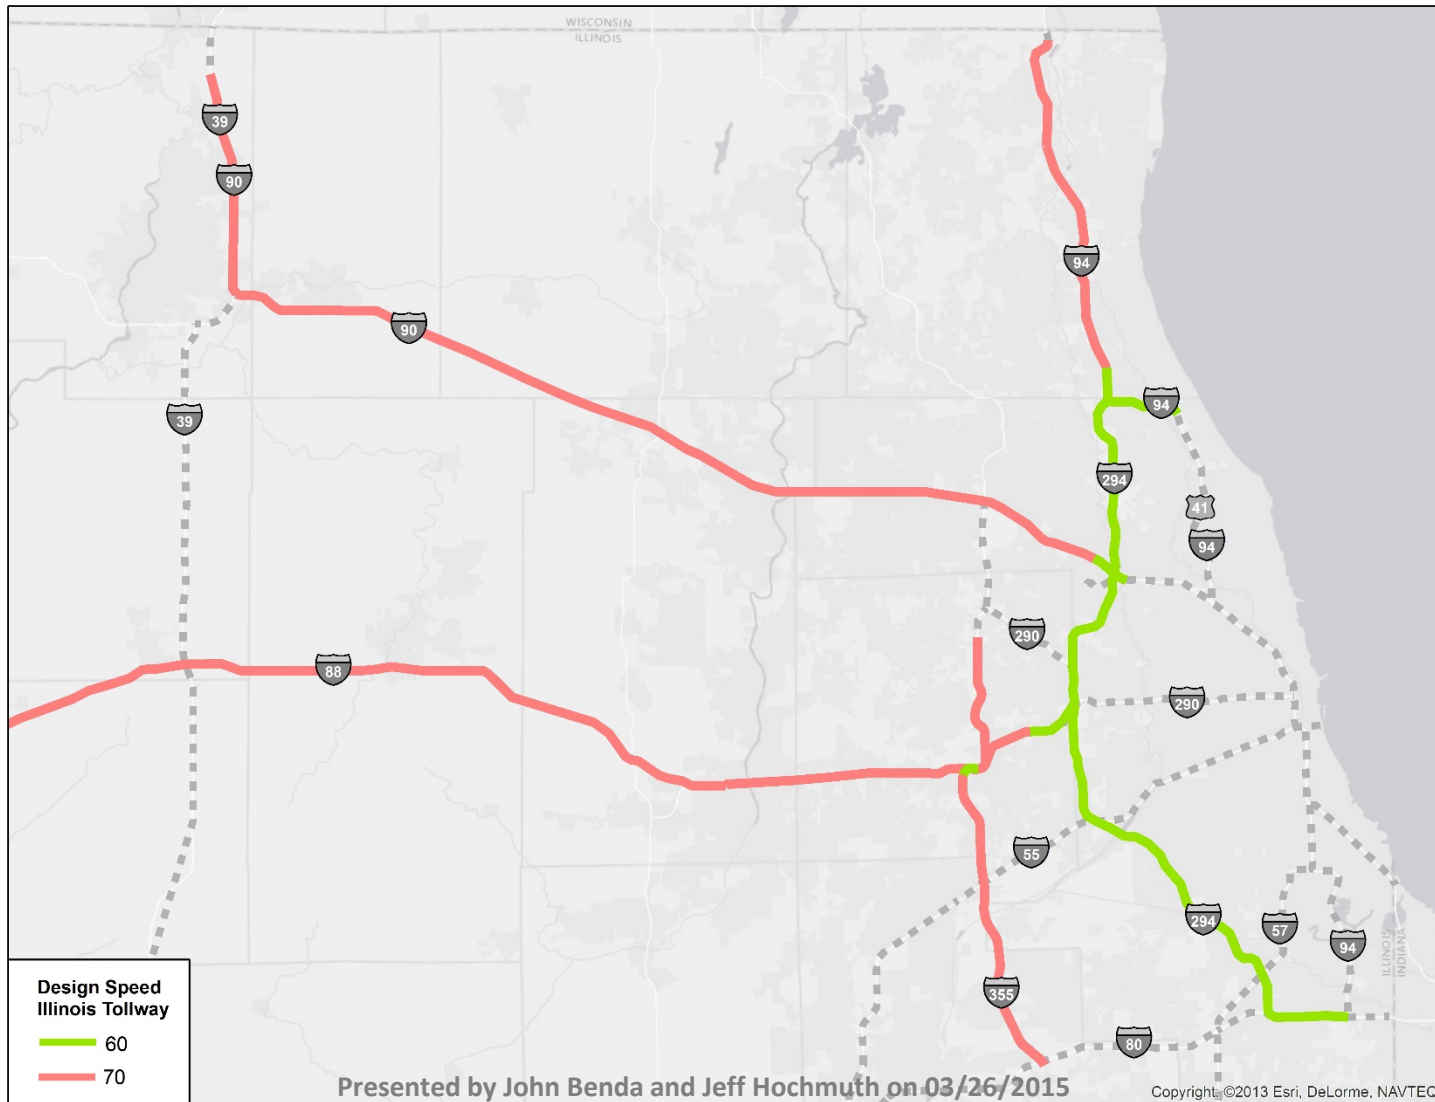 WISCONSIN
ILLINOIS
39
90
94
90
94
39
294
41
94
290
88
290
55
294
57
94
ILLINOIS
INDIANA
355
80
Design Speed
Illinois Tollway
60
70
Presented by John Benda and Jeff Hochmuth on 03/26/2015
Copyright: ©2013 Esri, DeLorme, NAVTEQ